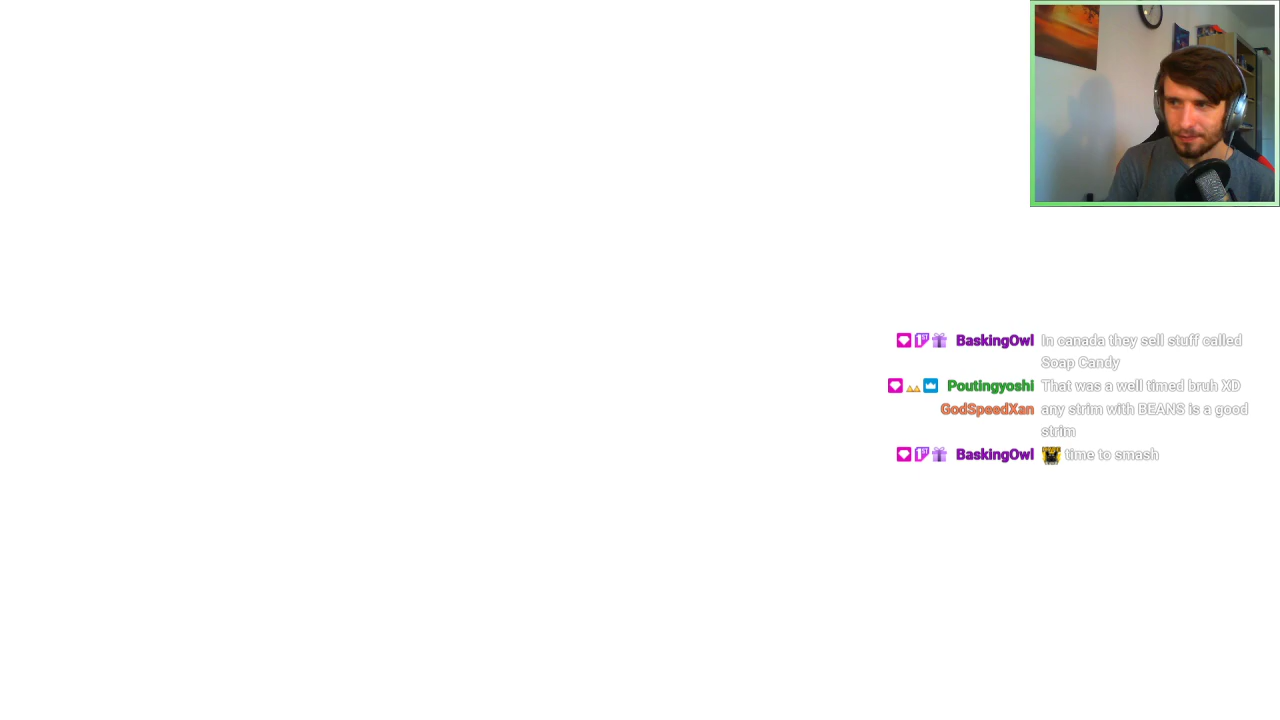 BaskingOwl In canada they sell stuff called
Soap Candy
Poutingyoshi That was a well timed bruh XD
GodSpeedXan any strim with BEANS is a good
strim
BaskingOwl time to smash